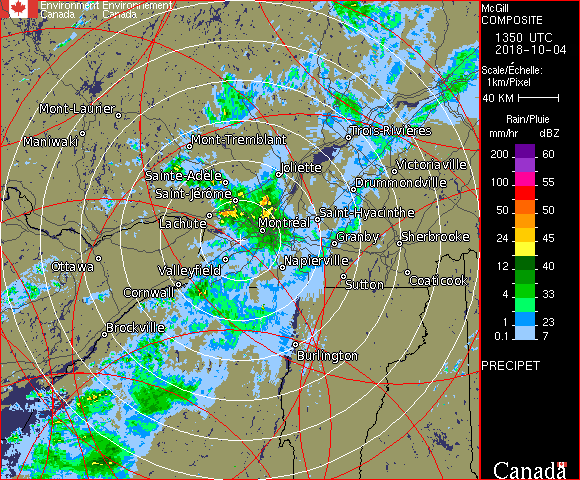 Environment Environnement
Canada Canada
McGill
COMPOSITE
1350 UTC
2018-10-04
Scale/Échelle:
1km/Pixel
40 KM
Rain/Pluie
mm/hr dBZ
200 60
100 55
50 50
24 45
12 40
4 33
1 23
0.1 7
PRECIPET
Canada
Mont-Laurier
Maniwaki
Mont-Tremblant
Trois-Rivières
Sainte-Adèle
Joliette
Victoriaville
Saint-Jérôme
Drummondville
Lachute
Saint-Hyacinthe
Montréal
Granby
Sherbrooke
Ottawa
Valleyfield
Napierville
Cornwall
Sutton
Coaticook
Brockville
Burlington